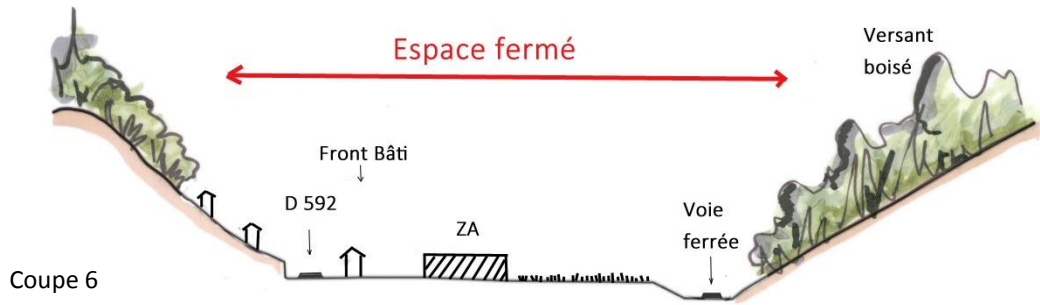 Espace fermé
Versant
boisé
Front Bâti
D 592
ZA
Voie
ferrée
Coupe 6